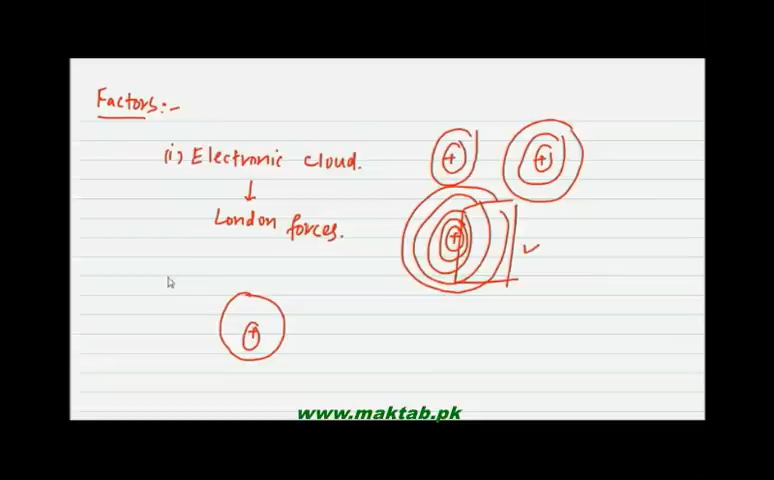 Factors:-
(i) Electronic cloud.
↓
London forces.
+
+
+
+
www.maktab.pk